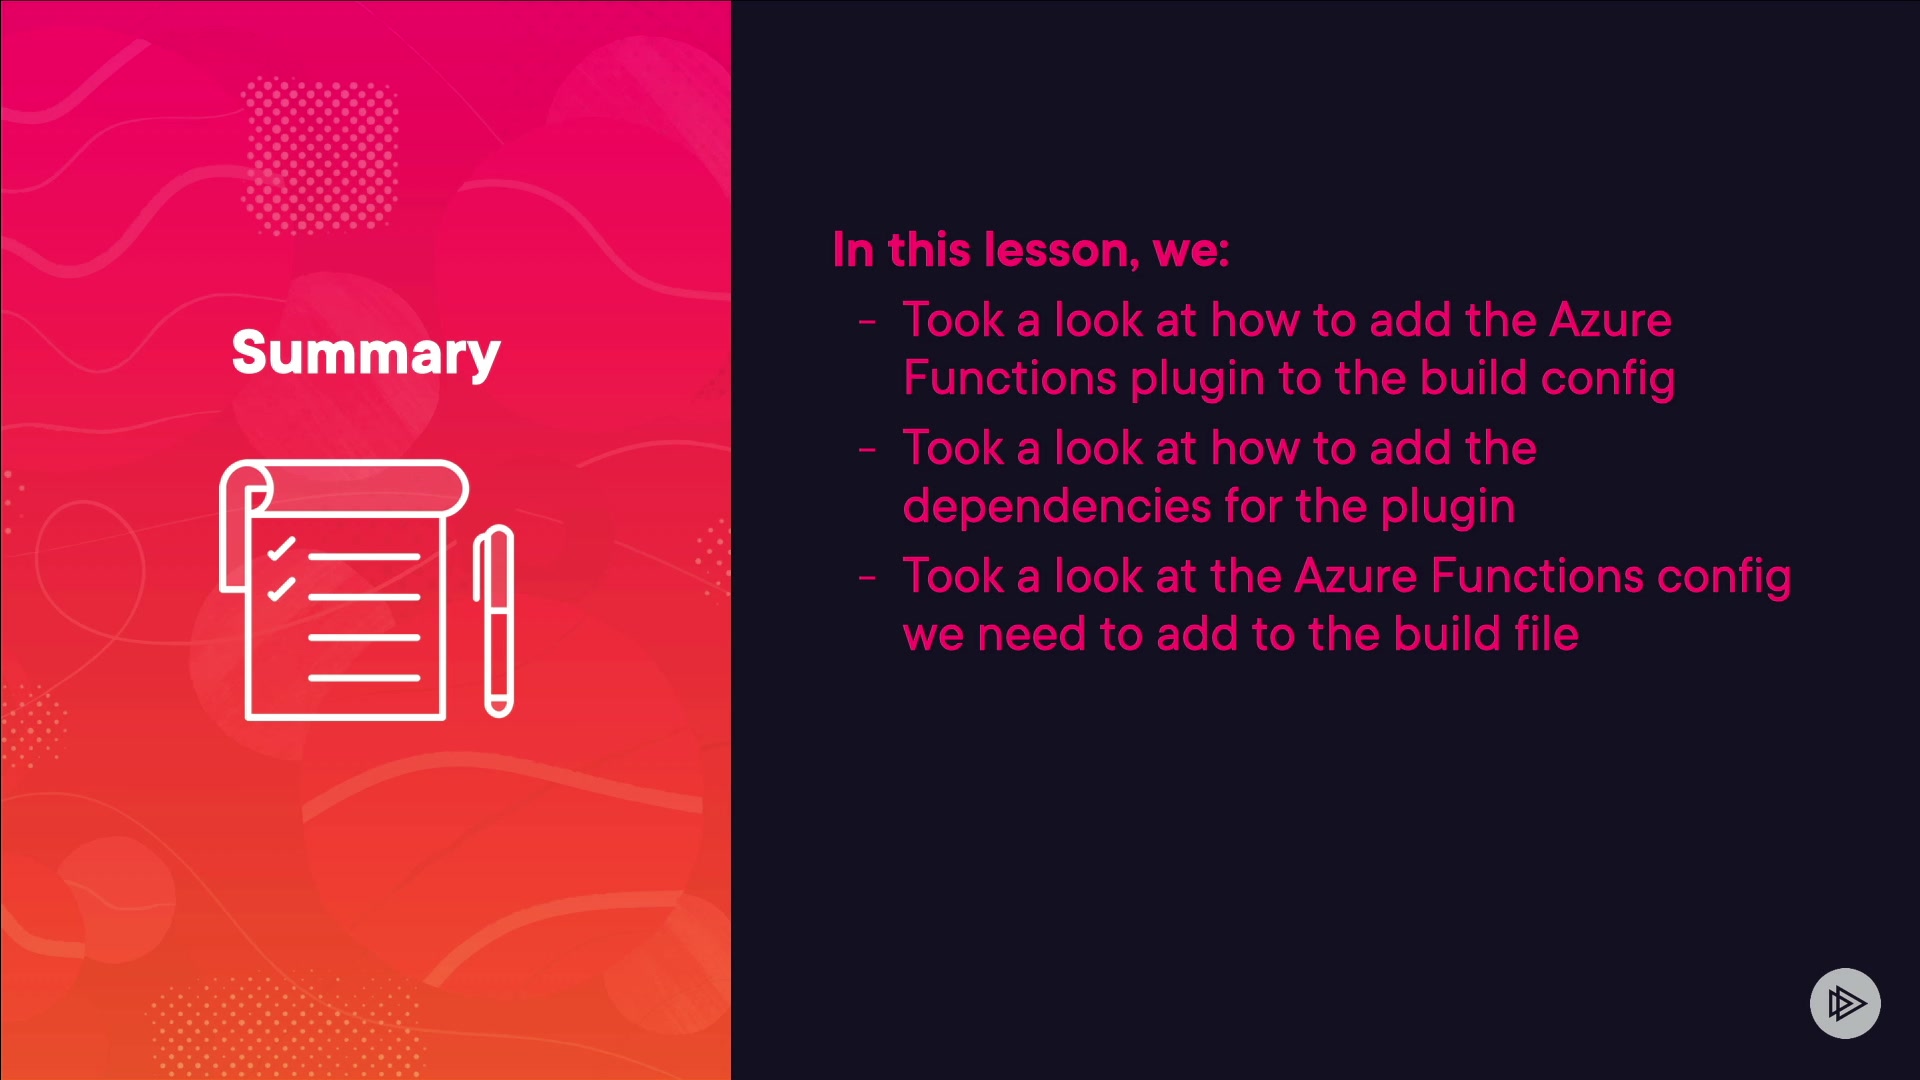 Summary
In this lesson, we:
- Took a look at how to add the Azure
Functions plugin to the build config
- Took a look at how to add the
dependencies for the plugin
- Took a look at the Azure Functions config
we need to add to the build file